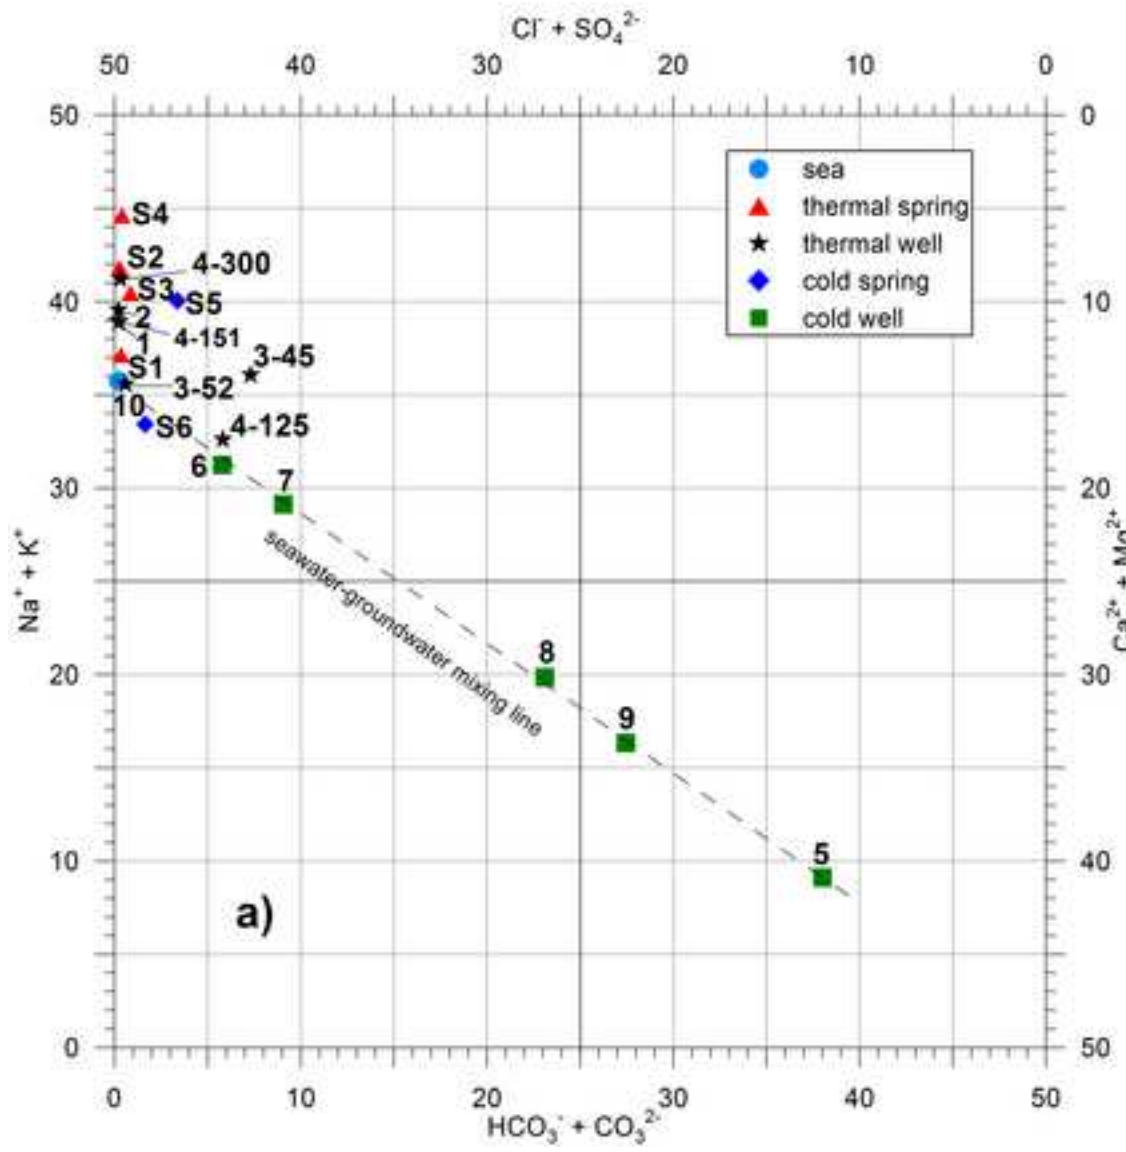 Cl⁻ + SO₄²⁻
50 40 30 20 10 0
50 0
sea
thermal spring
thermal well
cold spring
cold well
S4
S2
4-300
S3
S5
40 10
2
4-151
1
S1
3-45
3-52
10
S6
4-125
6
7
30 20
Na⁺ + K⁺
Ca²⁺ + Mg²⁺
seawater-groundwater mixing line
8
20 30
9
5
10 40
a)
0 50
0 10 20 30 40 50
HCO₃⁻ + CO₃²⁻